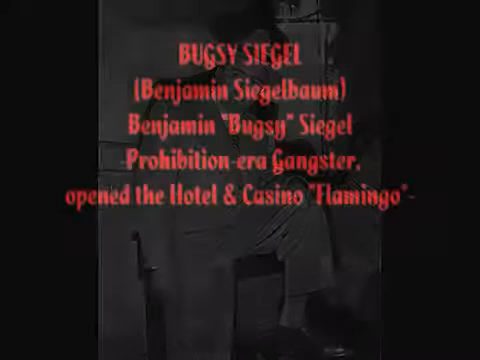 BUGSY SIEGEL
(Benjamin Siegelbaum)
Benjamin "Bugsy" Siegel
-Prohibition-era Gangster,
opened the Hotel & Casino "Flamingo"-